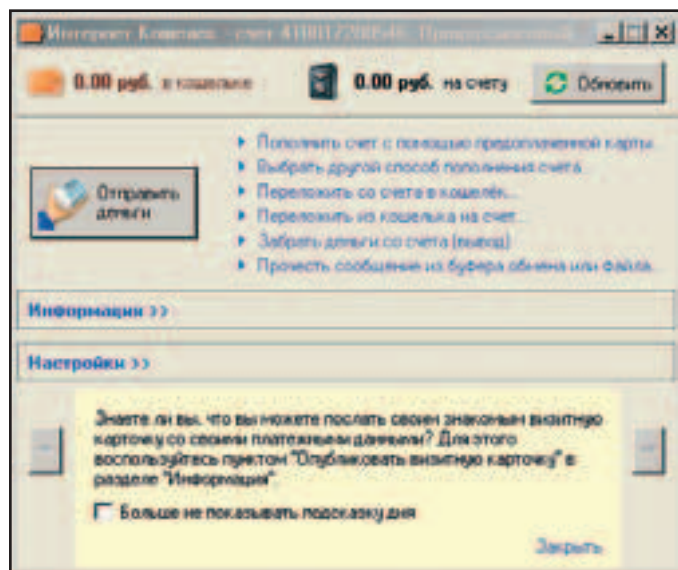 Интернет.Кошелек - счет
0.00 руб. в кошельке 0.00 руб. на счету Обновить
Пополнить счет с помощью предоплаченной карты...
Выбрать другой способ пополнения счета...
Отправить деньги
Переложить со счета в кошелёк...
Переложить из кошелька на счет...
Забрать деньги со счета (вывод)
Прочесть сообщение из буфера обмена или файла...
Информация >>
Настройки >>
Знаете ли вы, что вы можете послать своим знакомым визитную
карточку со своими платежными данными? Для этого
воспользуйтесь пунктом "Опубликовать визитную карточку" в
разделе "Информация".
Больше не показывать подсказку дня
Закрыть